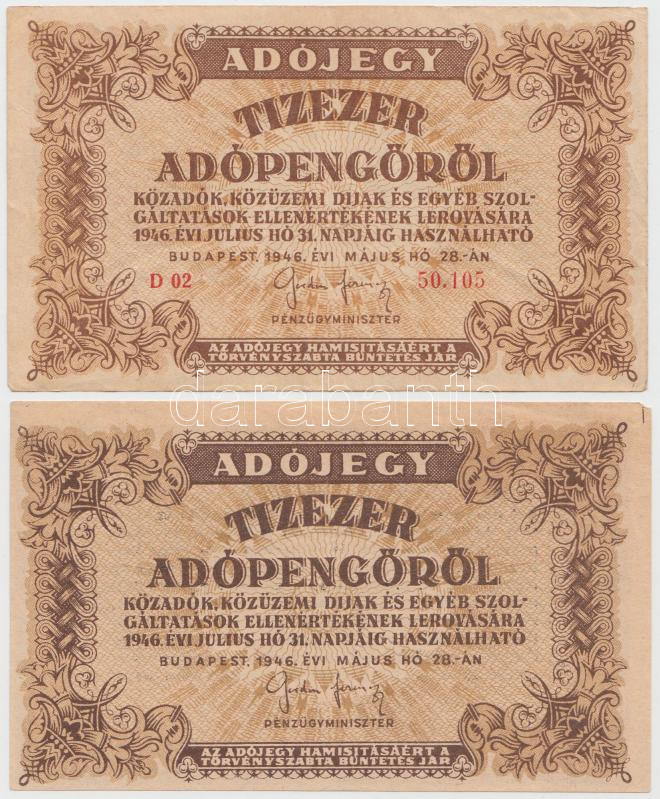 ADÓJEGY
TIZEZER
ADÓPENGŐRŐL
KÖZADÓK, KÖZÜZEMI DIJAK ÉS EGYÉB SZOL-
GÁLTATÁSOK ELLENÉRTÉKÉNEK LEROVÁSÁRA
1946. ÉVI JULIUS HÓ 31. NAPJÁIG HASZNÁLHATÓ
BUDAPEST, 1946. ÉVI MÁJUS HÓ 28.-ÁN
D 02 50.105
PÉNZÜGYMINISZTER
AZ ADÓJEGY HAMISITÁSÁÉRT A
TÖRVÉNYSZABTA BÜNTETÉS JÁR
darabanth
ADÓJEGY
TIZEZER
ADÓPENGŐRŐL
KÖZADÓK, KÖZÜZEMI DIJAK ÉS EGYÉB SZOL-
GÁLTATÁSOK ELLENÉRTÉKÉNEK LEROVÁSÁRA
1946. ÉVI JULIUS HÓ 31. NAPJÁIG HASZNÁLHATÓ
BUDAPEST, 1946. ÉVI MÁJUS HÓ 28.-ÁN
PÉNZÜGYMINISZTER
AZ ADÓJEGY HAMISITÁSÁÉRT A
TÖRVÉNYSZABTA BÜNTETÉS JÁR